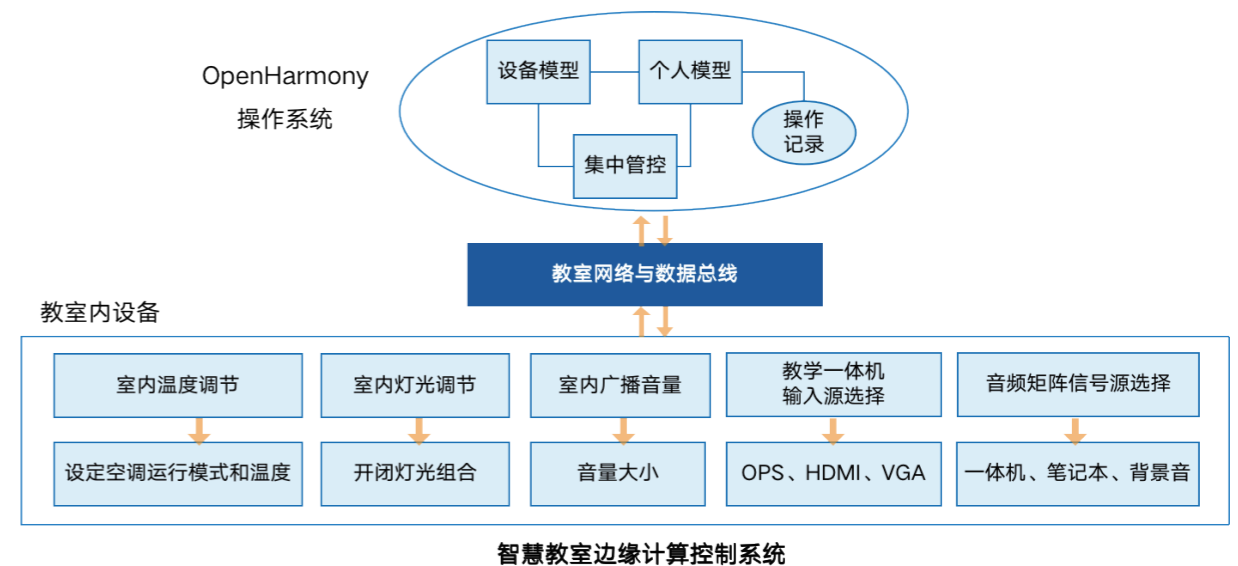 OpenHarmony
操作系统
设备模型
个人模型
操作
记录
集中管控
教室网络与数据总线
教室内设备
室内温度调节
室内灯光调节
室内广播音量
教学一体机
输入源选择
音频矩阵信号源选择
设定空调运行模式和温度
开闭灯光组合
音量大小
OPS、HDMI、VGA
一体机、笔记本、背景音
智慧教室边缘计算控制系统